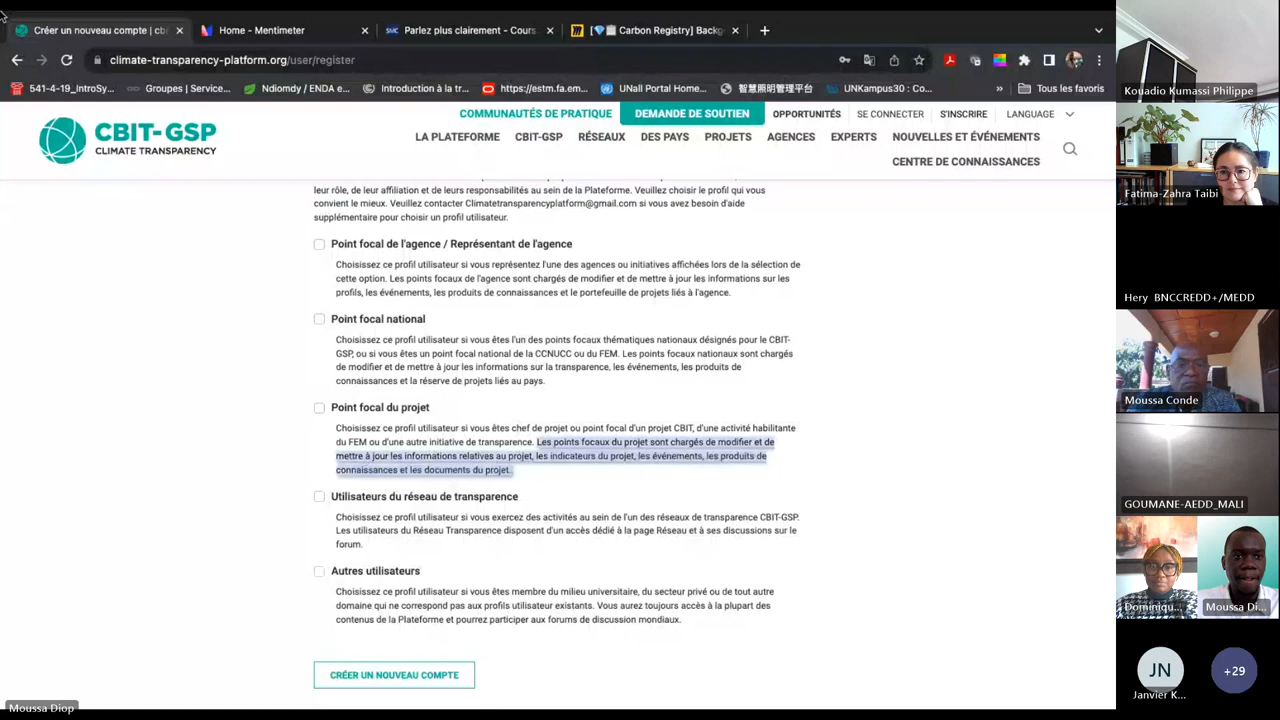 Créer un nouveau compte | cbi
Home - Mentimeter
Parlez plus clairement - Cours
[💎📋 Carbon Registry] Backg
climate-transparency-platform.org/user/register
541-4-19_IntroSy...
Groupes | Service...
Ndiomdy / ENDA e...
Introduction à la tr...
https://estm.fa.em...
UNall Portal Home...
智慧照明管理平台
UNKampus30 : Co...
»
Tous les favoris
COMMUNAUTÉS DE PRATIQUE
DEMANDE DE SOUTIEN
OPPORTUNITÉS
SE CONNECTER
S'INSCRIRE
LANGUAGE
CBIT-GSP
CLIMATE TRANSPARENCY
LA PLATEFORME
CBIT-GSP
RÉSEAUX
DES PAYS
PROJETS
AGENCES
EXPERTS
NOUVELLES ET ÉVÉNEMENTS
CENTRE DE CONNAISSANCES
leur rôle, de leur affiliation et de leurs responsabilités au sein de la Plateforme. Veuillez choisir le profil qui vous
convient le mieux. Veuillez contacter Climatetransparencyplatform@gmail.com si vous avez besoin d'aide
supplémentaire pour choisir un profil utilisateur.
Point focal de l'agence / Représentant de l'agence
Choisissez ce profil utilisateur si vous représentez l'une des agences ou initiatives affichées lors de la sélection de
cette option. Les points focaux de l'agence sont chargés de modifier et de mettre à jour les informations sur les
profils, les événements, les produits de connaissances et le portefeuille de projets liés à l'agence.
Point focal national
Choisissez ce profil utilisateur si vous êtes l'un des points focaux thématiques nationaux désignés pour le CBIT-
GSP, ou si vous êtes un point focal national de la CCNUCC ou du FEM. Les points focaux nationaux sont chargés
de modifier et de mettre à jour les informations sur la transparence, les événements, les produits de
connaissances et la réserve de projets liés au pays.
Point focal du projet
Choisissez ce profil utilisateur si vous êtes chef de projet ou point focal d'un projet CBIT, d'une activité habilitante
du FEM ou d'une autre initiative de transparence. Les points focaux du projet sont chargés de modifier et de
mettre à jour les informations relatives au projet, les indicateurs du projet, les événements, les produits de
connaissances et les documents du projet.
Utilisateurs du réseau de transparence
Choisissez ce profil utilisateur si vous exercez des activités au sein de l'un des réseaux de transparence CBIT-GSP.
Les utilisateurs du Réseau Transparence disposent d'un accès dédié à la page Réseau et à ses discussions sur le
forum.
Autres utilisateurs
Choisissez ce profil utilisateur si vous êtes membre du milieu universitaire, du secteur privé ou de tout autre
domaine qui ne correspond pas aux profils utilisateur existants. Vous aurez toujours accès à la plupart des
contenus de la Plateforme et pourrez participer aux forums de discussion mondiaux.
CRÉER UN NOUVEAU COMPTE
Moussa Diop
Kouadio Kumassi Philippe
Fatima-Zahra Taibi
Hery BNCCREDD+/MEDD
Moussa Conde
GOUMANE-AEDD_MALI
Dominiqu...
Moussa Di...
JN
Janvier K...
+29